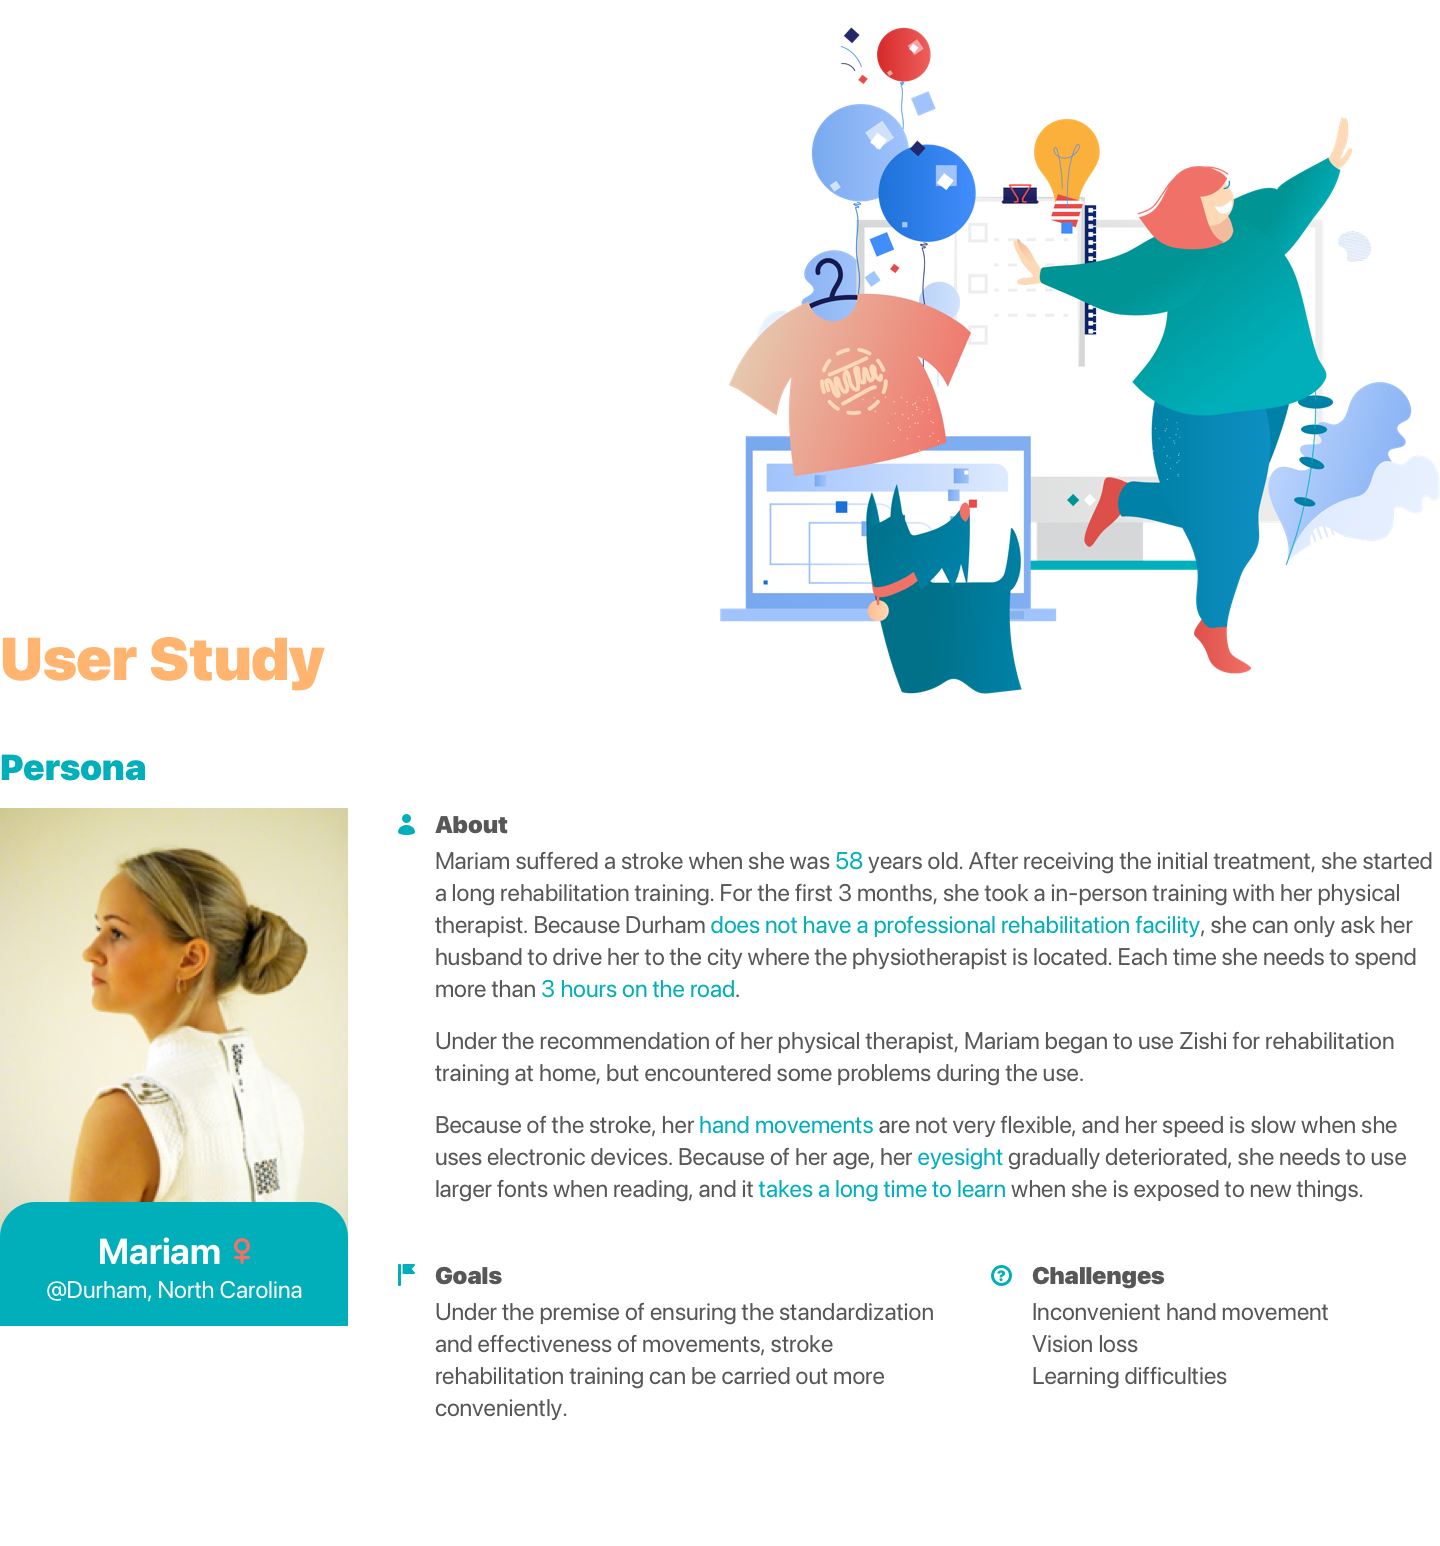 User Study
Persona
Mariam ♀
@Durham, North Carolina
About
Mariam suffered a stroke when she was 58 years old. After receiving the initial treatment, she started
a long rehabilitation training. For the first 3 months, she took a in-person training with her physical
therapist. Because Durham does not have a professional rehabilitation facility, she can only ask her
husband to drive her to the city where the physiotherapist is located. Each time she needs to spend
more than 3 hours on the road.
Under the recommendation of her physical therapist, Mariam began to use Zishi for rehabilitation
training at home, but encountered some problems during the use.
Because of the stroke, her hand movements are not very flexible, and her speed is slow when she
uses electronic devices. Because of her age, her eyesight gradually deteriorated, she needs to use
larger fonts when reading, and it takes a long time to learn when she is exposed to new things.
Goals
Under the premise of ensuring the standardization
and effectiveness of movements, stroke
rehabilitation training can be carried out more
conveniently.
Challenges
Inconvenient hand movement
Vision loss
Learning difficulties